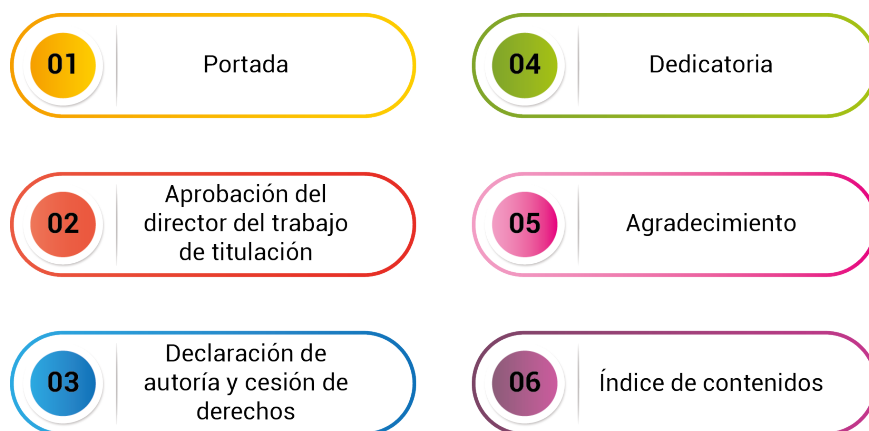 01
Portada
02
Aprobación del
director del trabajo
de titulación
03
Declaración de
autoría y cesión de
derechos
04
Dedicatoria
05
Agradecimiento
06
Índice de contenidos